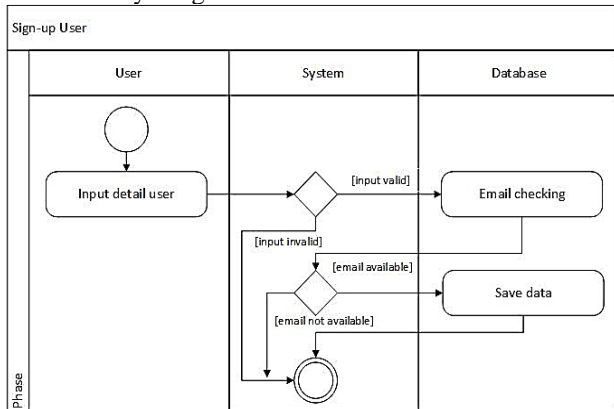 Sign-up User
User
System
Database
Input detail user
[input valid]
Email checking
[input invalid]
[email available]
Save data
[email not available]
Phase